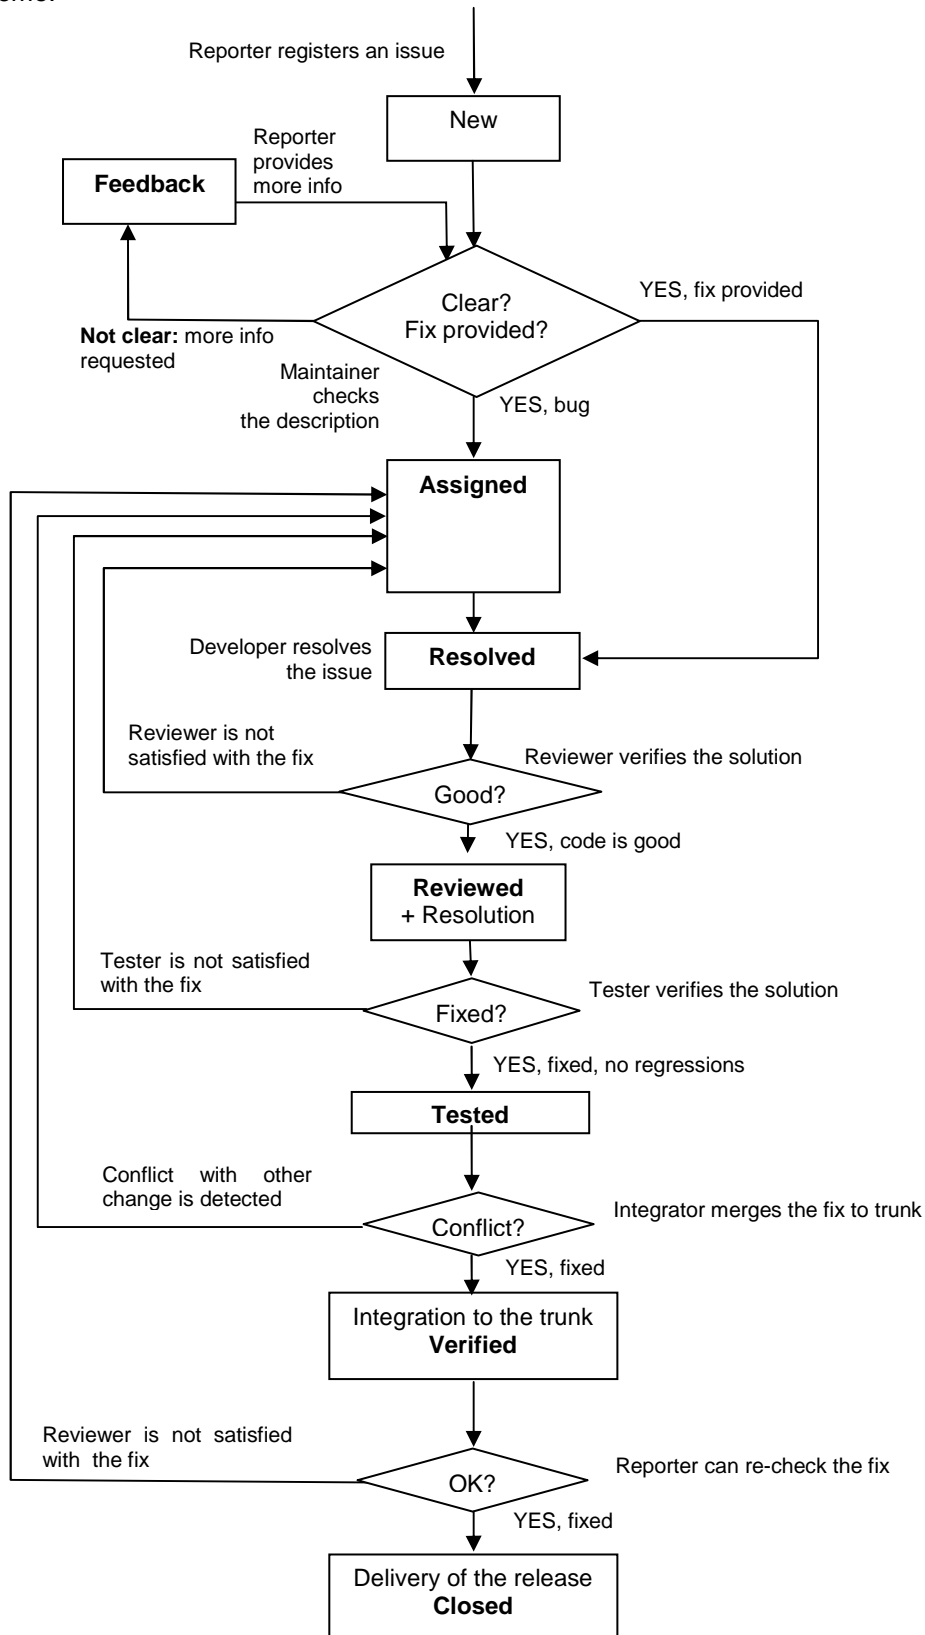 Reporter registers an issue
New
Reporter
provides
more info
Feedback
YES, fix provided
Clear?
Fix provided?
Not clear: more info
requested
Maintainer
checks
the description
YES, bug
Assigned
Developer resolves
the issue
Resolved
Reviewer is not
satisfied with the fix
Reviewer verifies the solution
Good?
YES, code is good
Reviewed
+ Resolution
Tester is not satisfied
with the fix
Tester verifies the solution
Fixed?
YES, fixed, no regressions
Tested
Conflict with other
change is detected
Integrator merges the fix to trunk
Conflict?
YES, fixed
Integration to the trunk
Verified
Reviewer is not satisfied
with the fix
Reporter can re-check the fix
OK?
YES, fixed
Delivery of the release
Closed